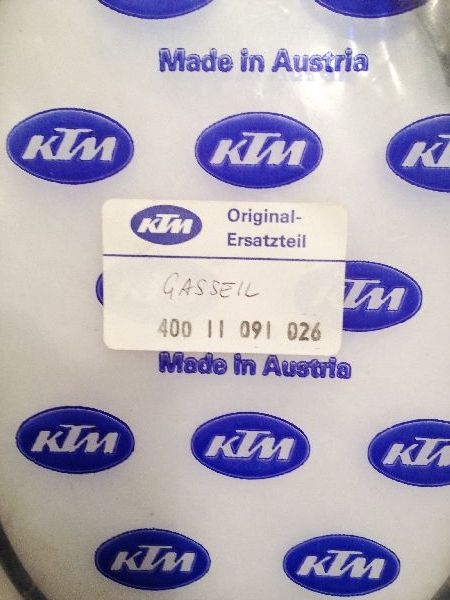 Made in Austria
KTM KTM KTM
KTM Original-
Ersatzteil
GASSEIL
KTM
400 11 091 026
Made in Austria
KTM KTM KTM
KTM KTM